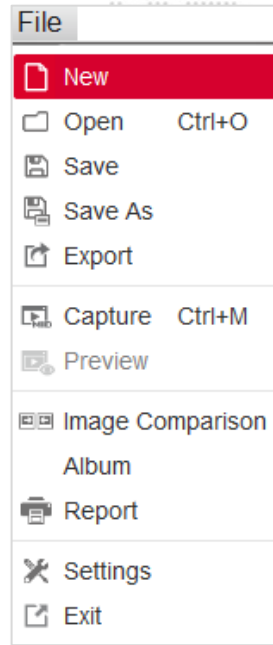 File
New
Open Ctrl+O
Save
Save As
Export
Capture Ctrl+M
Preview
Image Comparison
Album
Report
Settings
Exit